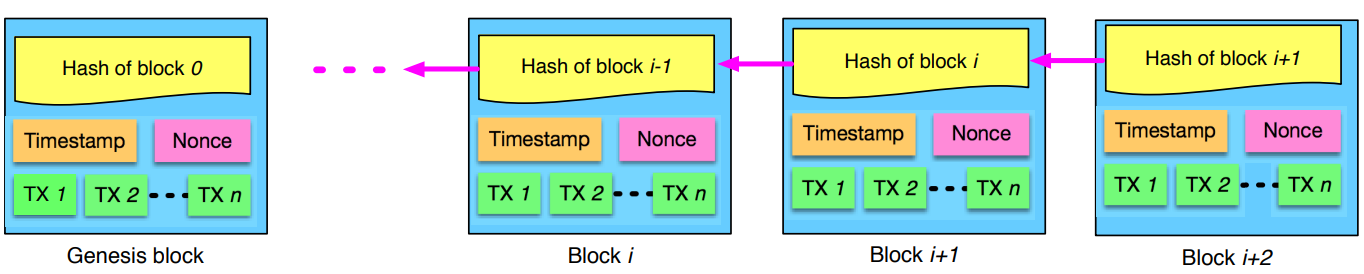 Hash of block 0
Timestamp
Nonce
TX 1
TX 2
TX n
Genesis block
Hash of block i-1
Timestamp
Nonce
TX 1
TX 2
TX n
Block i
Hash of block i
Timestamp
Nonce
TX 1
TX 2
TX n
Block i+1
Hash of block i+1
Timestamp
Nonce
TX 1
TX 2
TX n
Block i+2